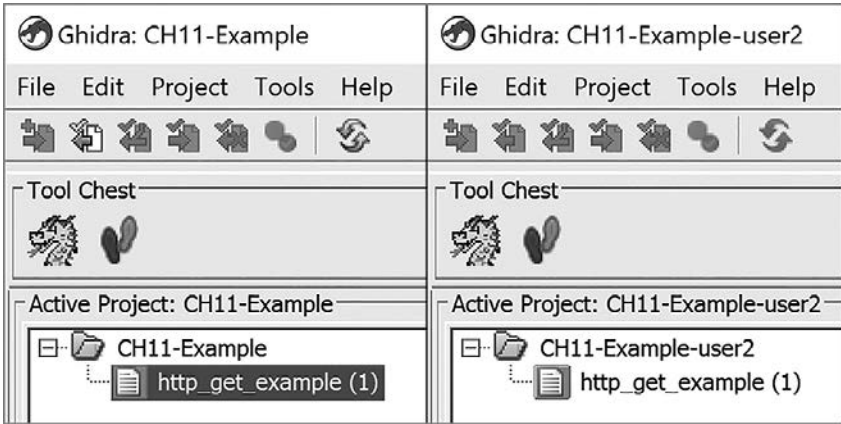 Ghidra: CH11-Example
File Edit Project Tools Help
Tool Chest
Active Project: CH11-Example
CH11-Example
http_get_example (1)
Ghidra: CH11-Example-user2
File Edit Project Tools Help
Tool Chest
Active Project: CH11-Example-user2
CH11-Example-user2
http_get_example (1)